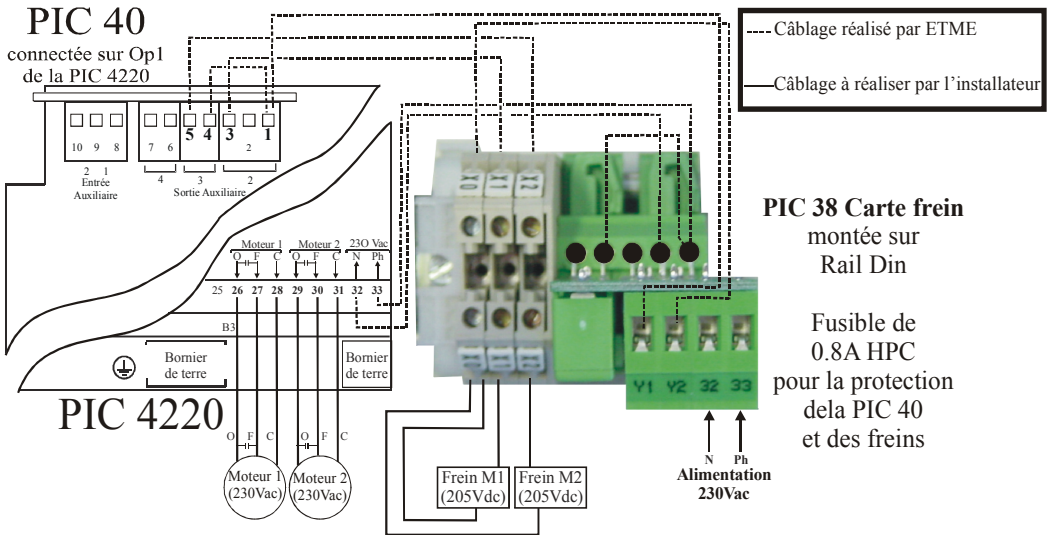 PIC 40
connectée sur Op1
de la PIC 4220
5 4 3 1
10 9 8 7 6 2
2 1
Entrée
Auxiliaire
4 3 2
Sortie Auxiliaire
Câblage réalisé par ETME
Câblage à réaliser par l'installateur
X0 X1 X2
PIC 38 Carte frein
montée sur
Rail Din
Fusible de
0.8A HPC
pour la protection
dela PIC 40
et des freins
Moteur 1 Moteur 2 23O Vac
O F C O F C N Ph
25 26 27 28 29 30 31 32 33
B3
Bornier
de terre
Bornier
de terre
PIC 4220
X0 X1 X2
Y1 Y2 32 33
O F C O F C
Moteur 1
(230Vac)
Moteur 2
(230Vac)
Frein M1
(205Vdc)
Frein M2
(205Vdc)
N Ph
Alimentation
230Vac